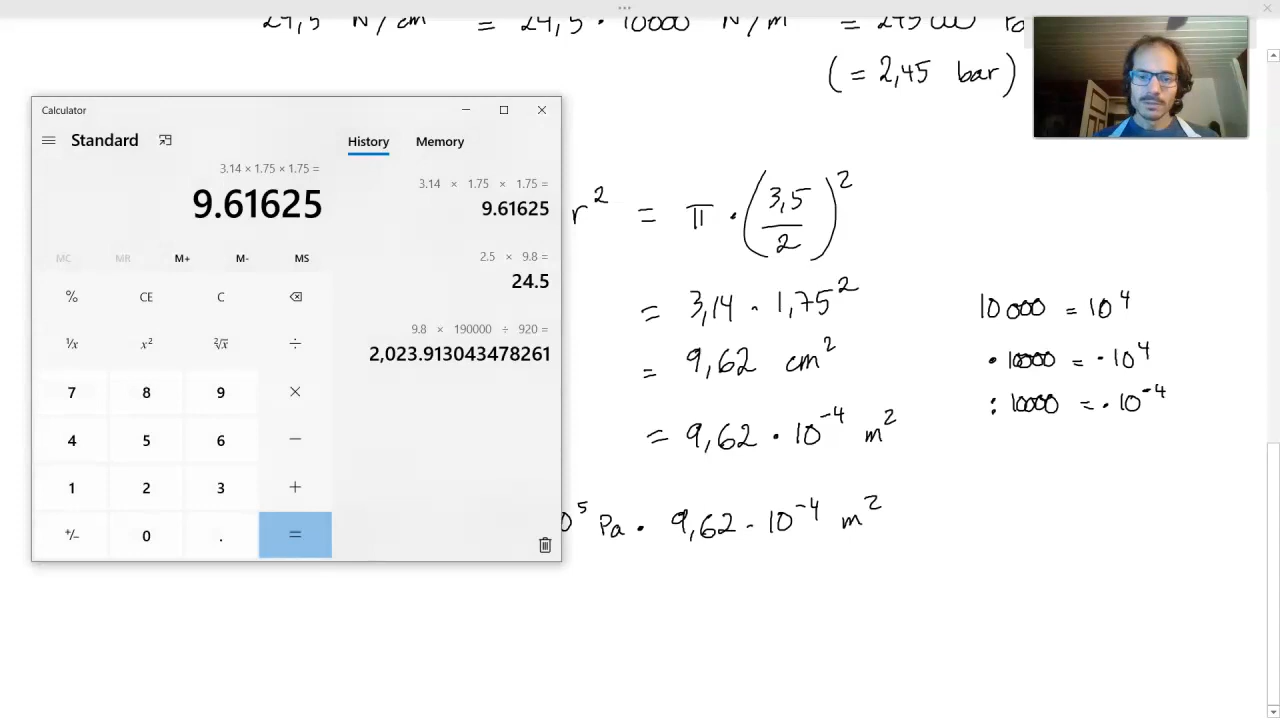 24,5 N/cm = 24,5 · 10000 N/m = 245000 Pa
(= 2,45 bar)
Calculator
Standard
History
Memory
3.14 × 1.75 × 1.75 =
9.61625
3.14 × 1.75 × 1.75 =
9.61625
2.5 × 9.8=
24.5
9.8 × 190000 ÷ 920 =
2,023.913043478261
MC MR M+ M- MS
% CE C ⌫
¹/x x² ²√x ÷
7 8 9 ×
4 5 6 −
1 2 3 +
+/− 0 . =
r² = π · (3,5/2)²
= 3,14 · 1,75²
= 9,62 cm²
= 9,62 · 10⁻⁴ m²
0⁵ Pa · 9,62 · 10⁻⁴ m²
10000 = 10⁴
· 10000 = · 10⁴
: 10000 = · 10⁻⁴